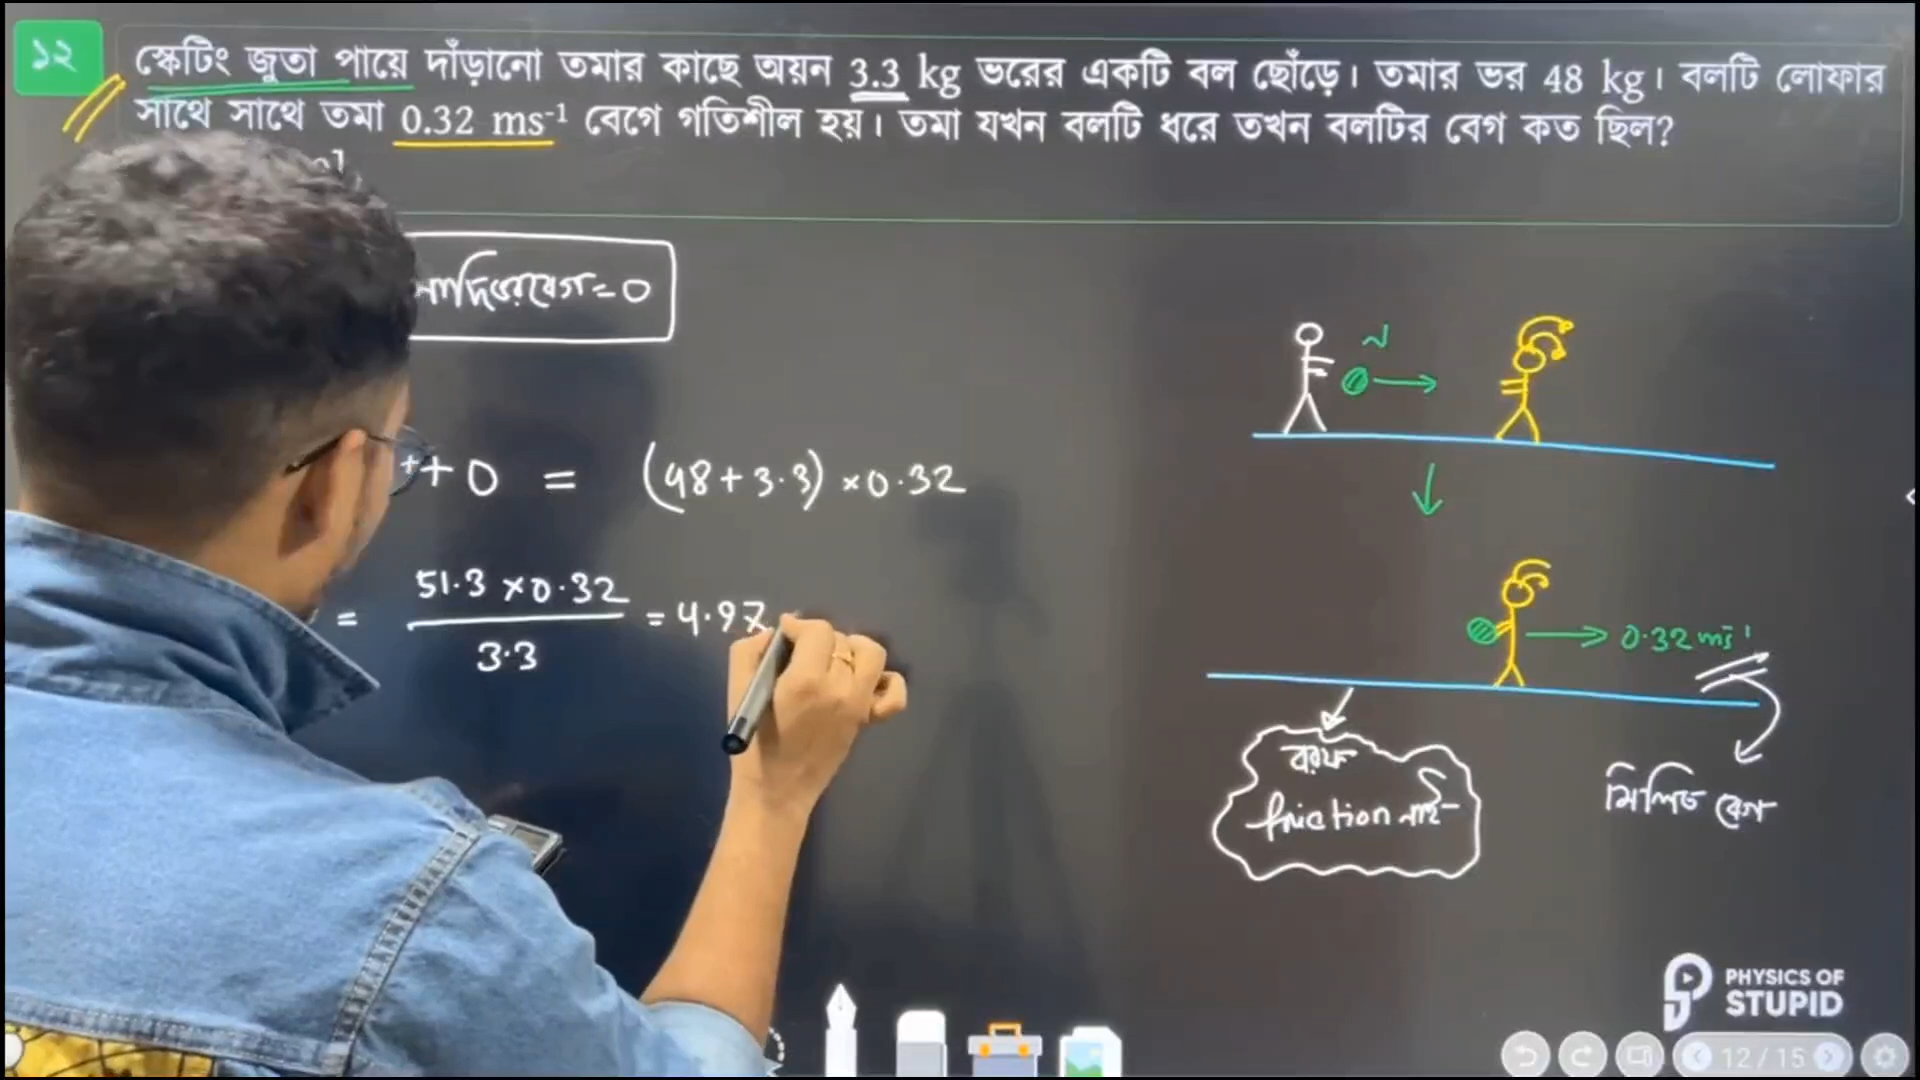 ১২
স্কেটিং জুতা পায়ে দাঁড়ানো তমার কাছে অয়ন 3.3 kg ভরের একটি বল ছোঁড়ে। তমার ভর 48 kg। বলটি লোফার
সাথে সাথে তমা 0.32 ms⁻¹ বেগে গতিশীল হয়। তমা যখন বলটি ধরে তখন বলটির বেগ কত ছিল?
= 0
+ 0 = (48 + 3.3) × 0.32
= 51.3 × 0.32
3.3
= 4.97
v
0.32 ms⁻¹
মিলিত বেগ
বরফ
friction নাই
PHYSICS OF
STUPID
12 / 15